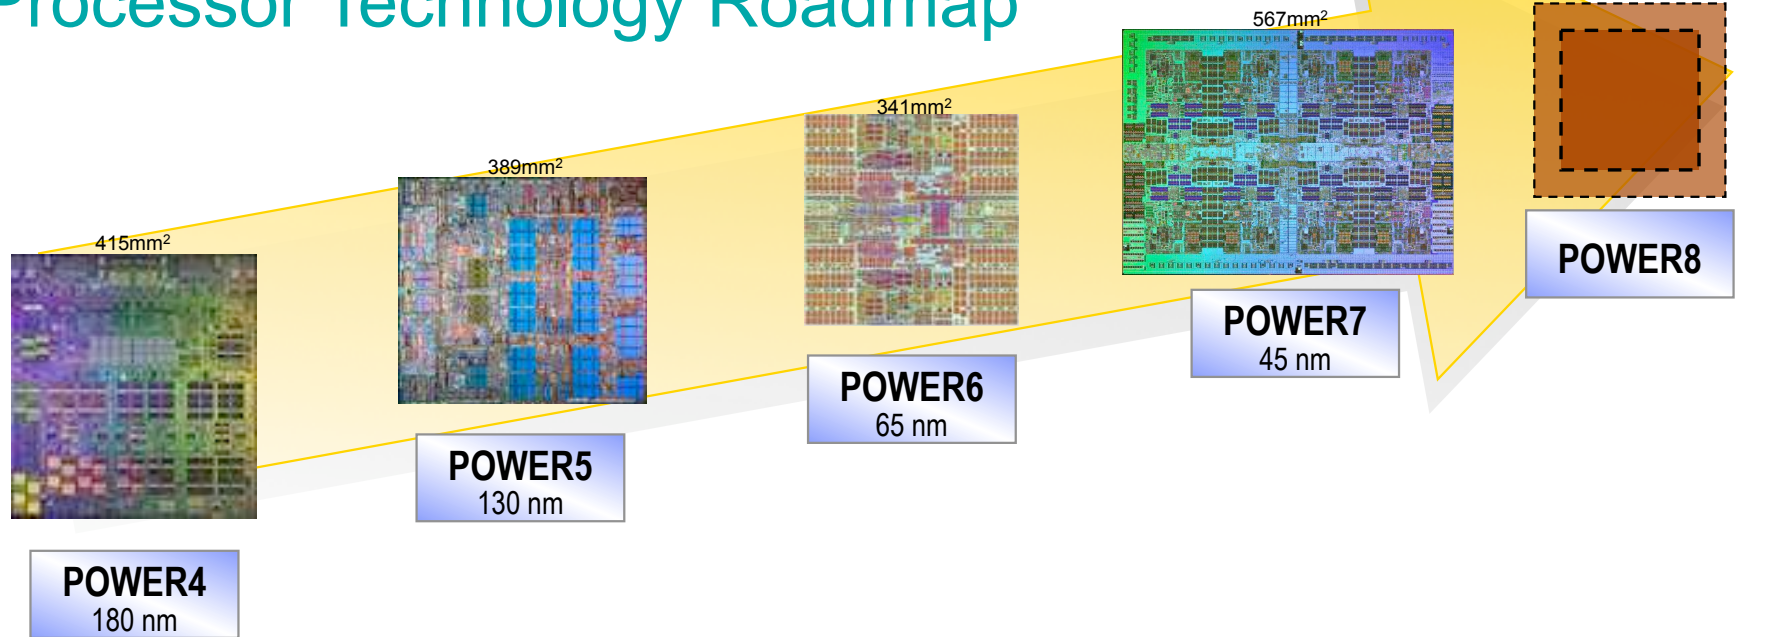 Processor Technology Roadmap
415mm²
POWER4
180 nm
389mm²
POWER5
130 nm
341mm²
POWER6
65 nm
567mm²
POWER7
45 nm
POWER8